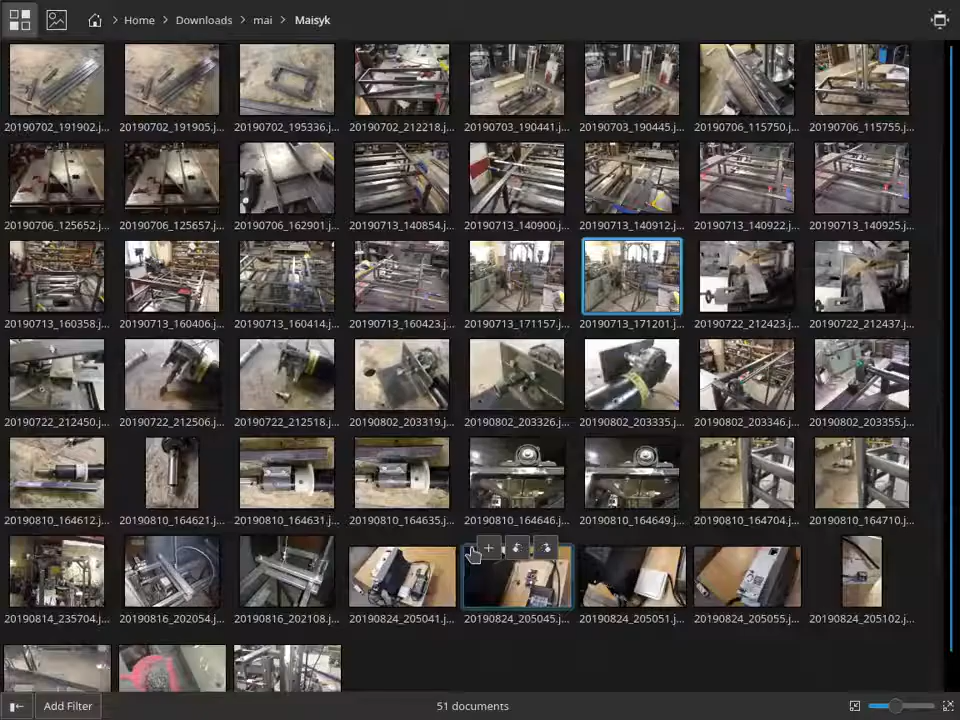 Home > Downloads > mai > Maisyk
20190702_191902.j... 20190702_191905.j... 20190702_195336.j... 20190702_212218.j... 20190703_190441.j... 20190703_190445.j... 20190706_115750.j... 20190706_115755.j...
20190706_125652.j... 20190706_125657.j... 20190706_162901.j... 20190713_140854.j... 20190713_140900.j... 20190713_140912.j... 20190713_140922.j... 20190713_140925.j...
20190713_160358.j... 20190713_160406.j... 20190713_160414.j... 20190713_160423.j... 20190713_171157.j... 20190713_171201.j... 20190722_212423.j... 20190722_212437.j...
20190722_212450.j... 20190722_212506.j... 20190722_212518.j... 20190802_203319.j... 20190802_203326.j... 20190802_203335.j... 20190802_203346.j... 20190802_203355.j...
20190810_164612.j... 20190810_164621.j... 20190810_164631.j... 20190810_164635.j... 20190810_164646.j... 20190810_164649.j... 20190810_164704.j... 20190810_164710.j...
20190814_235704.j... 20190816_202054.j... 20190816_202108.j... 20190824_205041.j... 20190824_205045.j... 20190824_205051.j... 20190824_205055.j... 20190824_205102.j...
Add Filter
51 documents